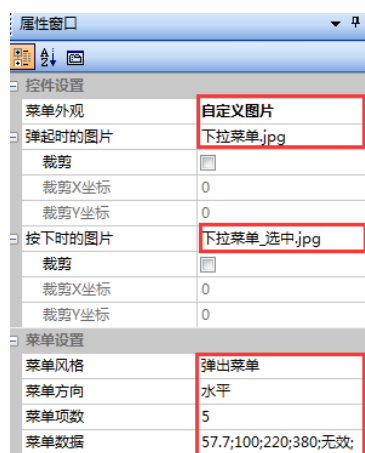 属性窗口
控件设置
菜单外观 自定义图片
弹起时的图片 下拉菜单.jpg
裁剪
裁剪X坐标 0
裁剪Y坐标 0
按下时的图片 下拉菜单_选中.jpg
裁剪
裁剪X坐标 0
裁剪Y坐标 0
菜单设置
菜单风格 弹出菜单
菜单方向 水平
菜单项数 5
菜单数据 57.7;100;220;380;无效;